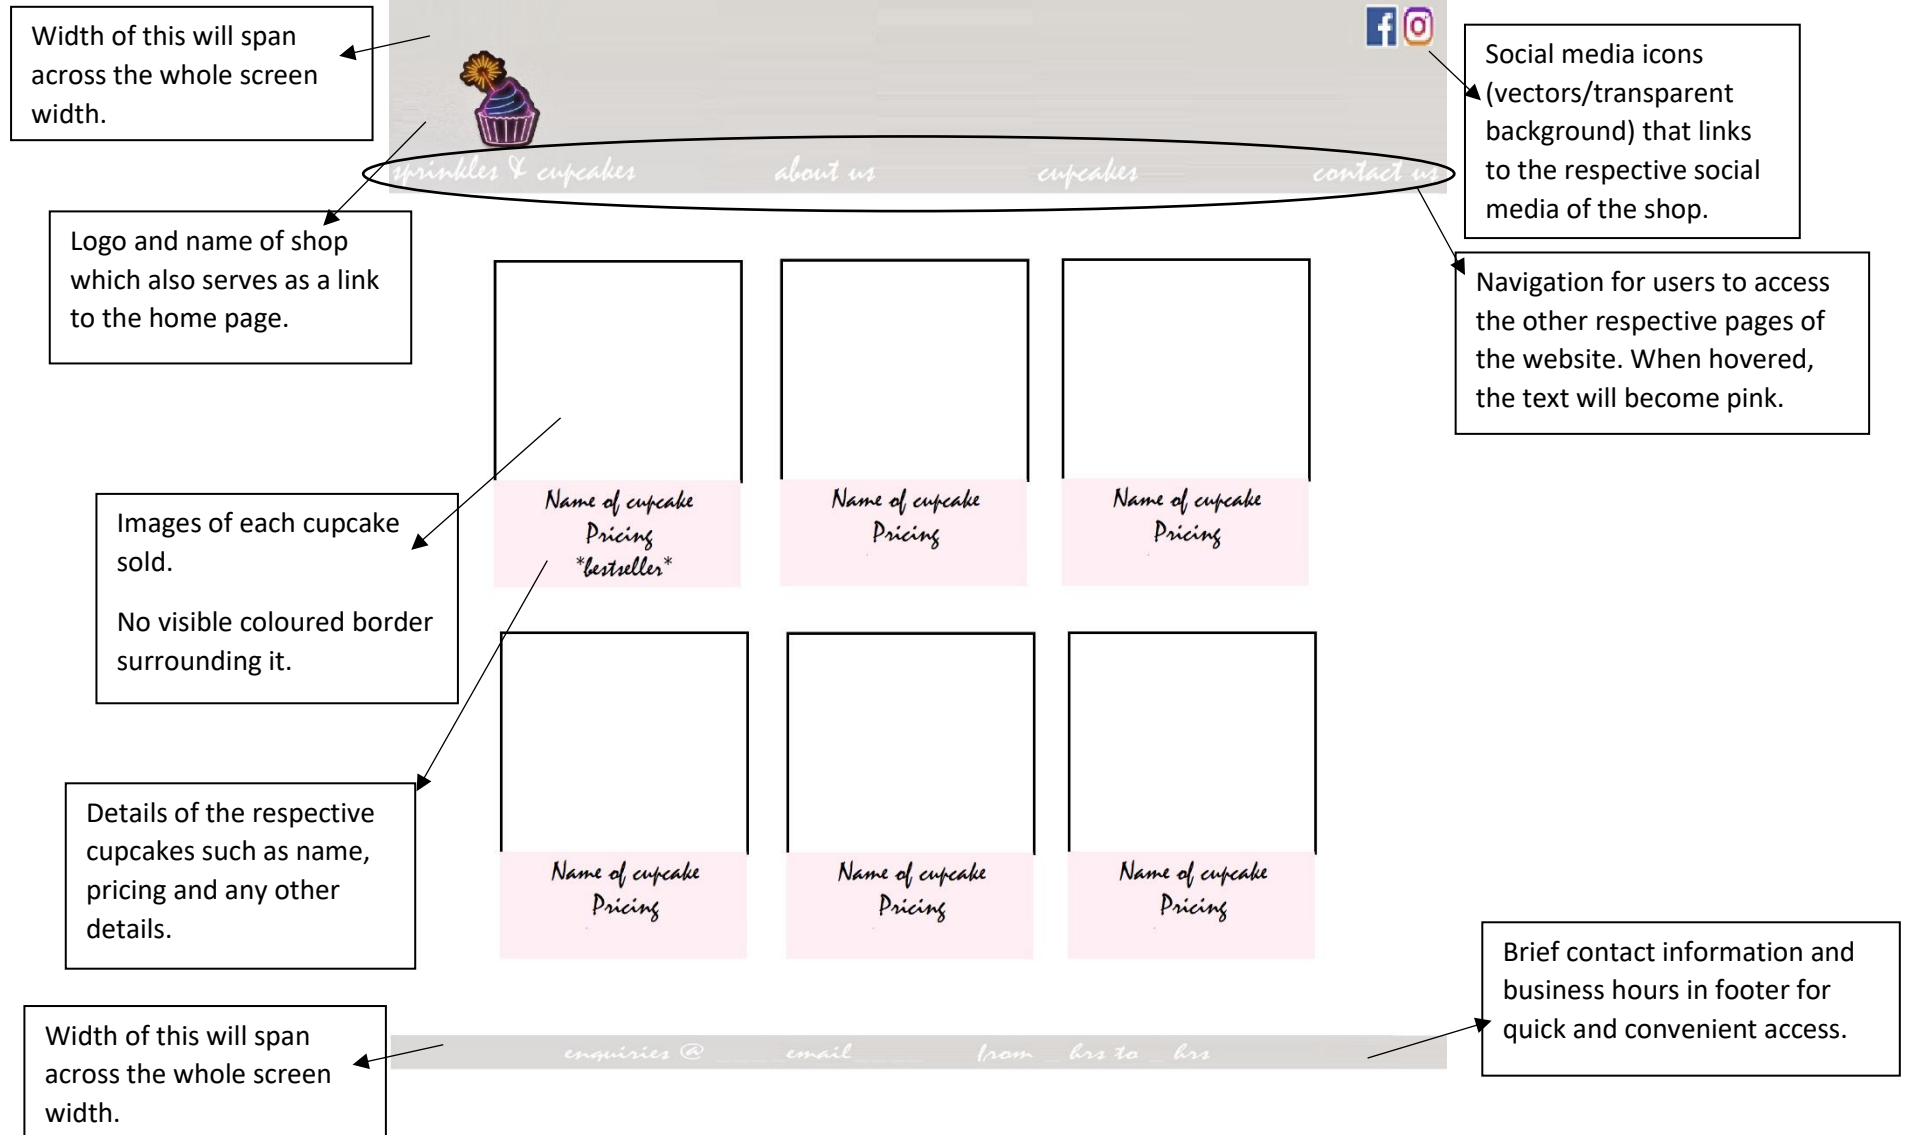 Width of this will span
across the whole screen
width.
Social media icons
(vectors/transparent
background) that links
to the respective social
media of the shop.
sprinkles & cupcakes
about us
cupcakes
contact us
Logo and name of shop
which also serves as a link
to the home page.
Navigation for users to access
the other respective pages of
the website. When hovered,
the text will become pink.
Images of each cupcake
sold.
No visible coloured border
surrounding it.
Name of cupcake
Pricing
*bestseller*
Name of cupcake
Pricing
Name of cupcake
Pricing
Details of the respective
cupcakes such as name,
pricing and any other
details.
Name of cupcake
Pricing
Name of cupcake
Pricing
Name of cupcake
Pricing
Brief contact information and
business hours in footer for
quick and convenient access.
Width of this will span
across the whole screen
width.
enquiries @ ____ email ____ from _ hrs to _ hrs